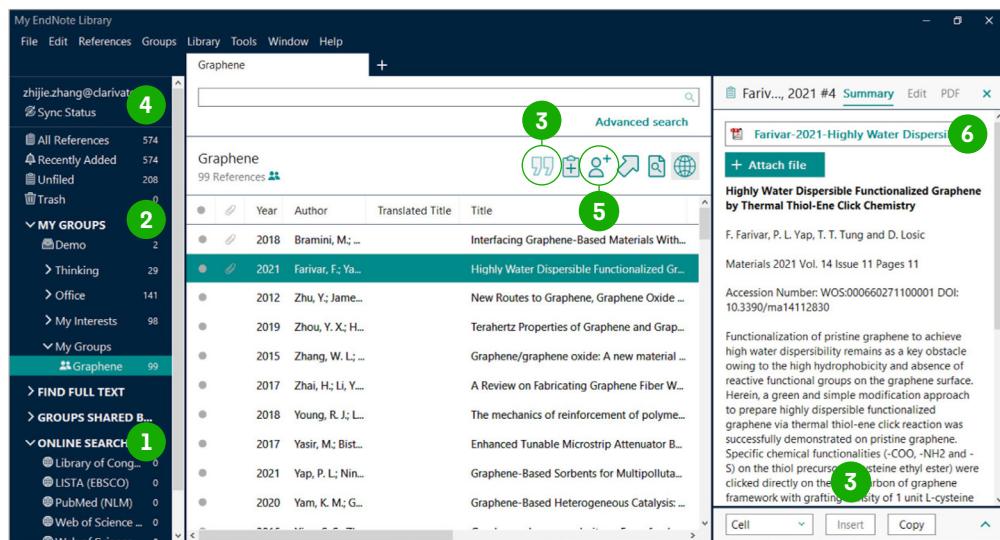 My EndNote Library
File Edit References Groups Library Tools Window Help
Graphene +
zhijie.zhang@clarivat
Sync Status
4
All References 574
Recently Added 574
Unfiled 208
Trash 0
MY GROUPS
2
Demo 2
Thinking 29
Office 141
My Interests 98
My Groups
Graphene 99
FIND FULL TEXT
GROUPS SHARED B...
ONLINE SEARCH
1
Library of Cong... 0
LISTA (EBSCO) 0
PubMed (NLM) 0
Web of Science ... 0
3
Advanced search
Graphene
99 References
5
Year Author Translated Title Title
2018 Bramini, M.; ... Interfacing Graphene-Based Materials With...
2021 Farivar, F.; Ya... Highly Water Dispersible Functionalized Gr...
2012 Zhu, Y.; Jame... New Routes to Graphene, Graphene Oxide ...
2019 Zhou, Y. X.; H... Terahertz Properties of Graphene and Grap...
2015 Zhang, W. L.; ... Graphene/graphene oxide: A new material ...
2017 Zhai, H.; Li, Y.... A Review on Fabricating Graphene Fiber W...
2018 Young, R. J.; L... The mechanics of reinforcement of polyme...
2017 Yasir, M.; Bist... Enhanced Tunable Microstrip Attenuator B...
2021 Yap, P. L.; Nin... Graphene-Based Sorbents for Multipolluta...
2020 Yam, K. M.; G... Graphene-Based Heterogeneous Catalysis: ...
Fariv..., 2021 #4 Summary Edit PDF
Farivar-2021-Highly Water Dispersi
6
+ Attach file
Highly Water Dispersible Functionalized Graphene
by Thermal Thiol-Ene Click Chemistry
F. Farivar, P. L. Yap, T. T. Tung and D. Losic
Materials 2021 Vol. 14 Issue 11 Pages 11
Accession Number: WOS:000660271100001 DOI:
10.3390/ma14112830
Functionalization of pristine graphene to achieve
high water dispersibility remains as a key obstacle
owing to the high hydrophobicity and absence of
reactive functional groups on the graphene surface.
Herein, a green and simple modification approach
to prepare highly dispersible functionalized
graphene via thermal thiol-ene click reaction was
successfully demonstrated on pristine graphene.
Specific chemical functionalities (-COO, -NH2 and -
S) on the thiol precurs steine ethyl ester) were
clicked directly on the rbon of graphene
framework with grafting sity of 1 unit L-cysteine
3
Cell Insert Copy